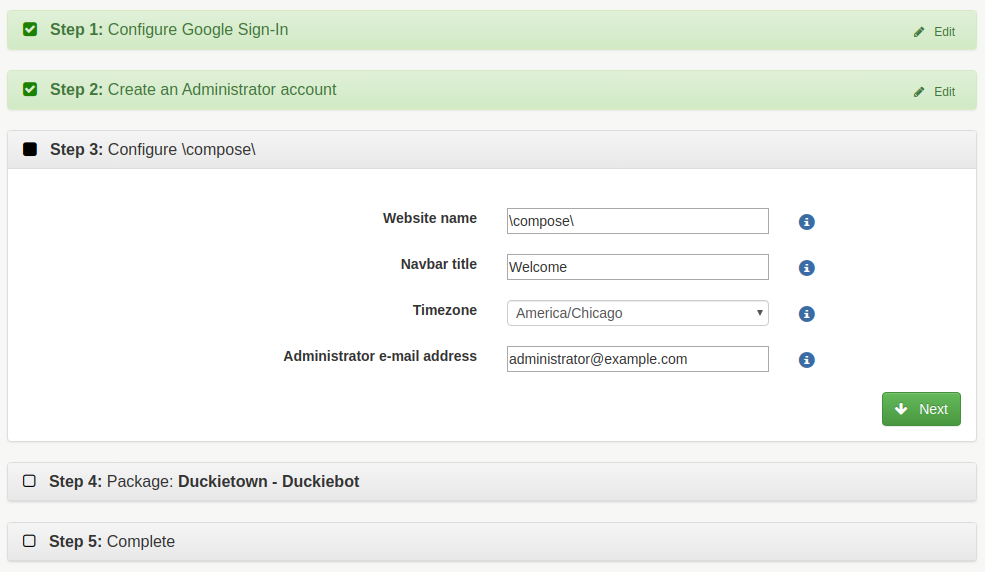 Step 1: Configure Google Sign-In
Edit
Step 2: Create an Administrator account
Edit
Step 3: Configure \compose\
Website name
\compose\
Navbar title
Welcome
Timezone
America/Chicago
Administrator e-mail address
administrator@example.com
Next
Step 4: Package: Duckietown - Duckiebot
Step 5: Complete